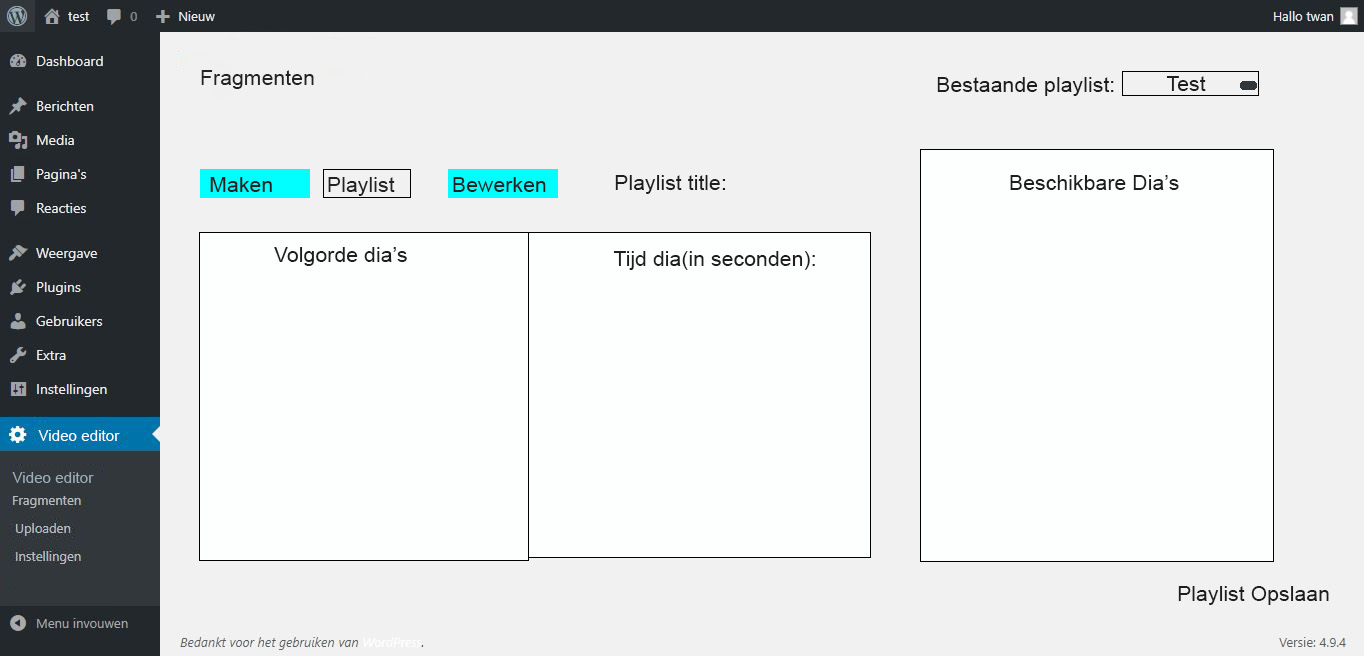 test 0 Nieuw Hallo twan
Dashboard
Berichten
Media
Pagina's
Reacties
Weergave
Plugins
Gebruikers
Extra
Instellingen
Video editor
Video editor
Fragmenten
Uploaden
Instellingen
Menu invouwen
Fragmenten
Bestaande playlist: Test
Maken Playlist Bewerken Playlist title:
Beschikbare Dia’s
Volgorde dia’s
Tijd dia(in seconden):
Playlist Opslaan
Bedankt voor het gebruiken van WordPress.
Versie: 4.9.4